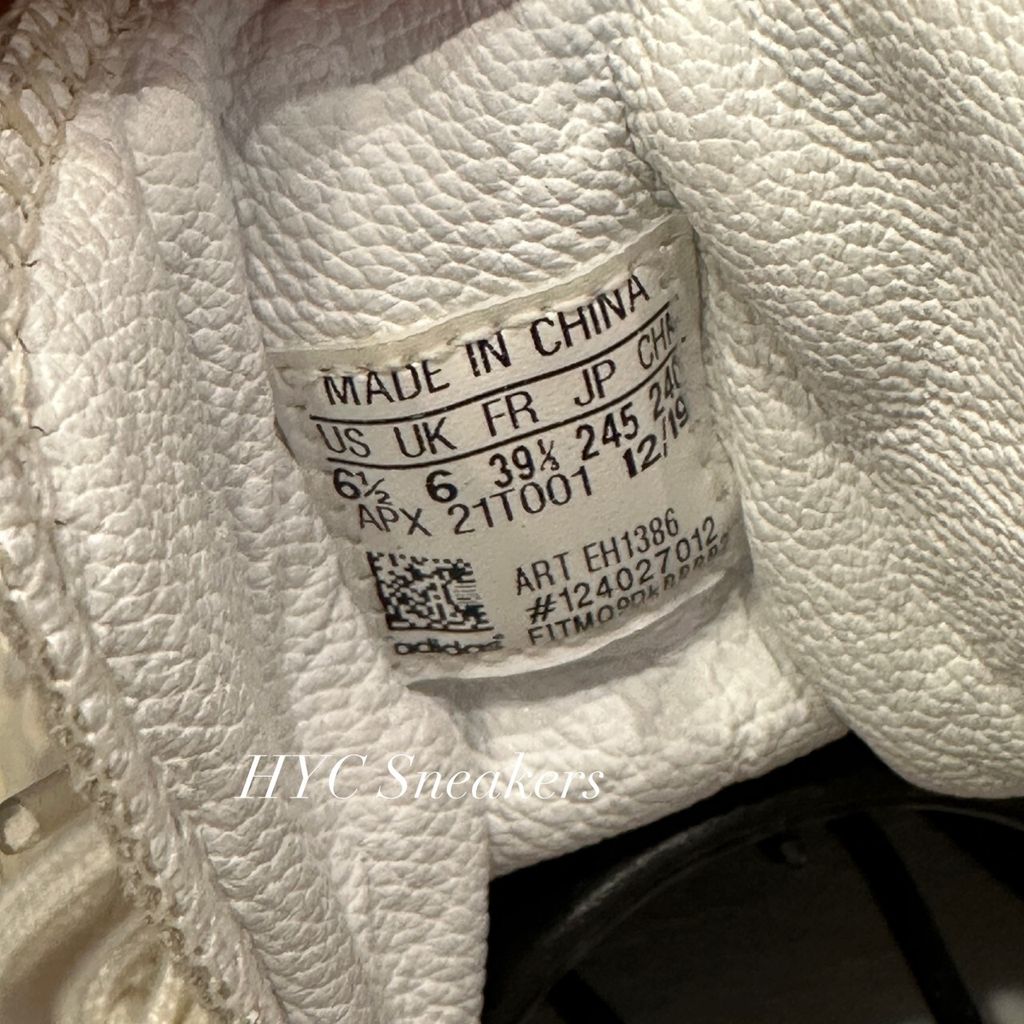 MADE IN CHINA
US UK FR JP CHN
6½ 6 39⅓ 245 240
APX 21T001 12/19
ART EH1386
#124027012
adidas
HYC Sneakers